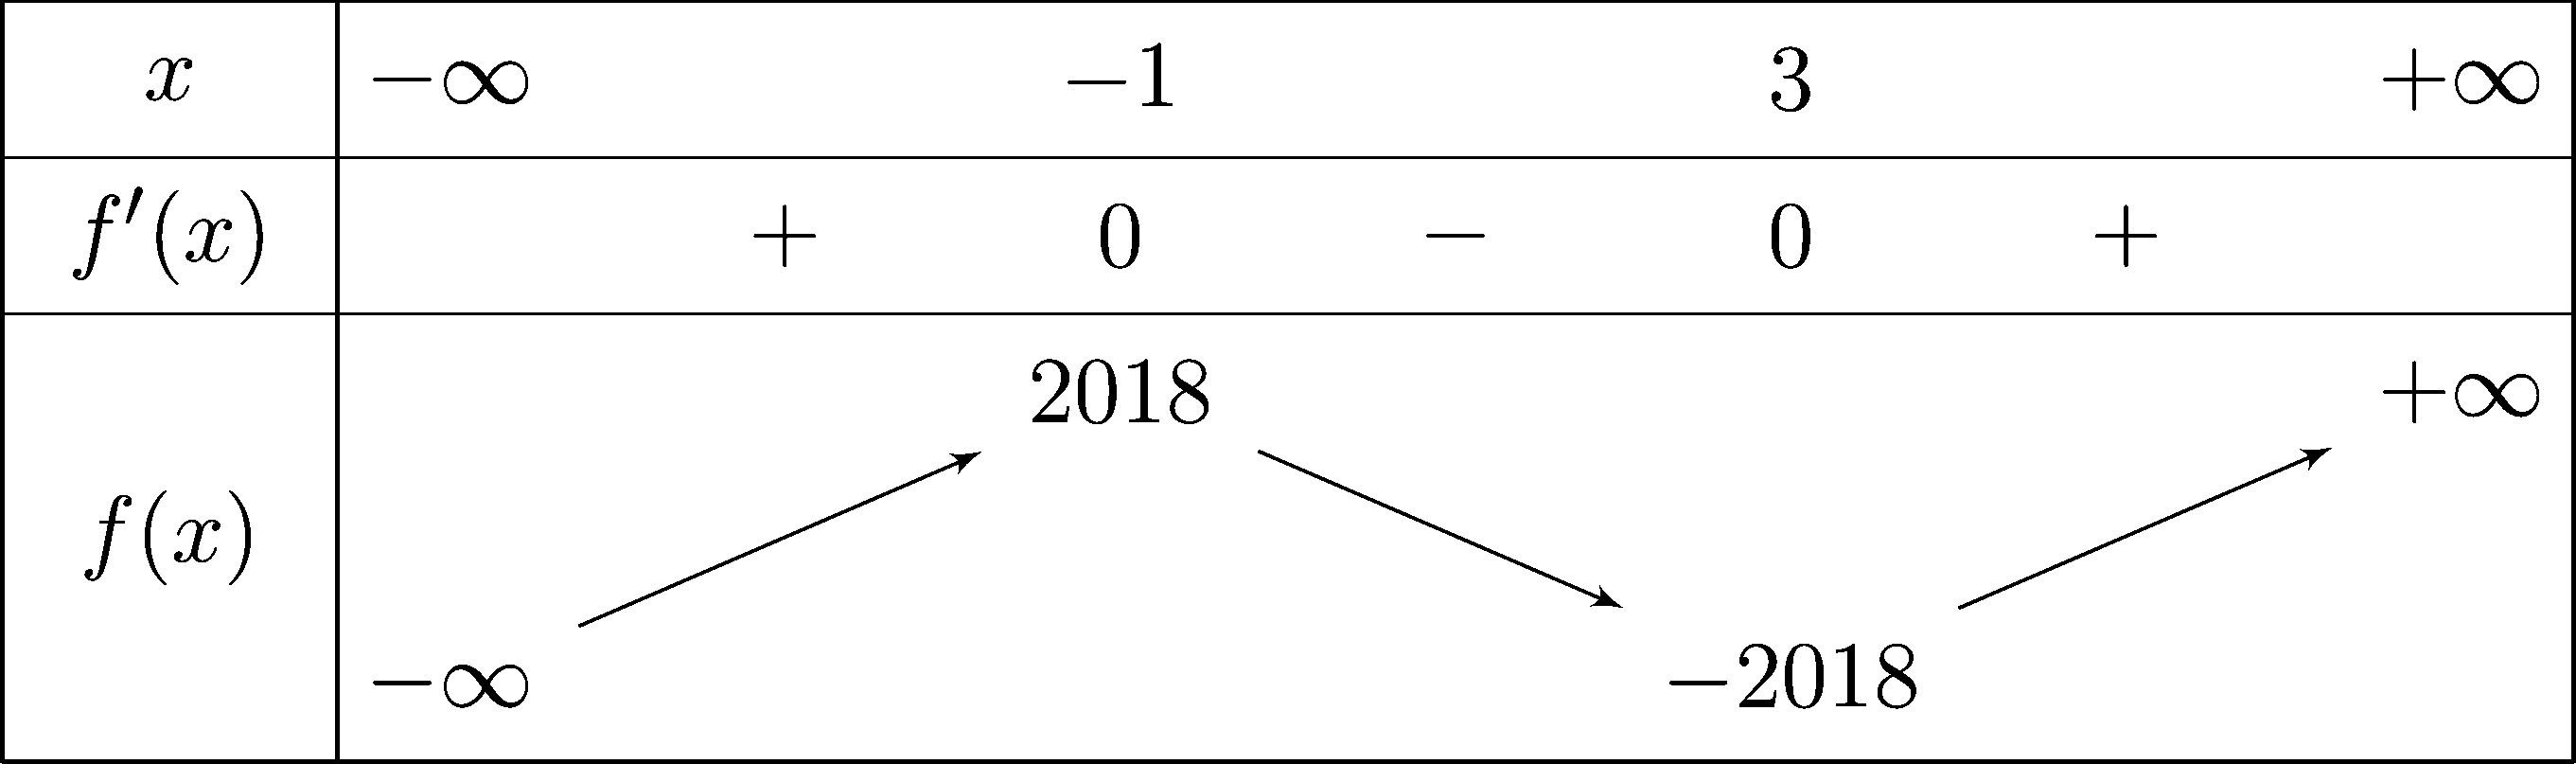 x −∞ −1 3 +∞
f′(x) + 0 − 0 +
2018 +∞
f(x)
−∞ −2018